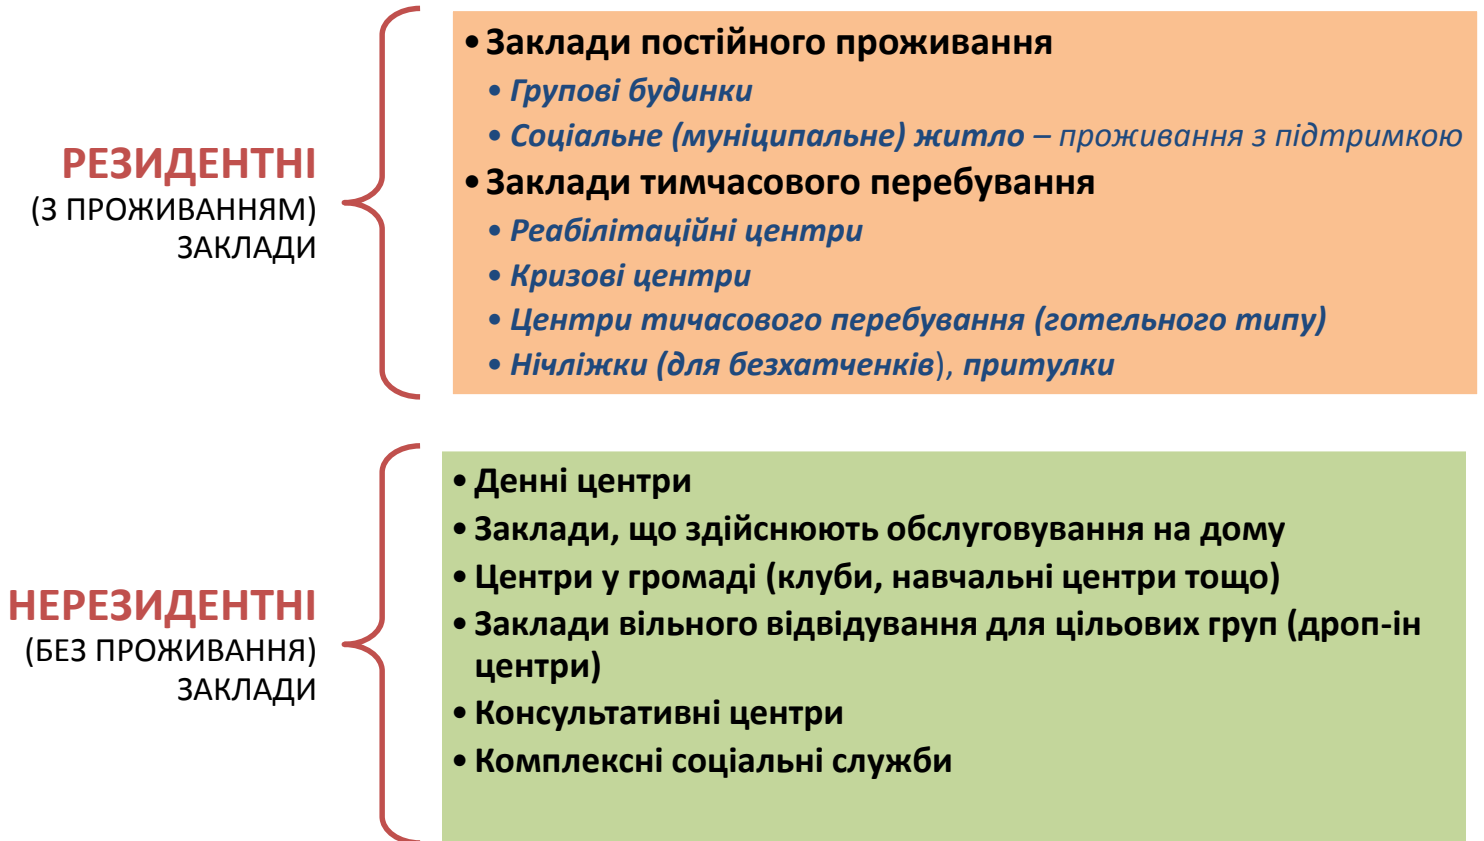 РЕЗИДЕНТНІ
(З ПРОЖИВАННЯМ)
ЗАКЛАДИ
• Заклади постійного проживання
• Групові будинки
• Соціальне (муніципальне) житло – проживання з підтримкою
• Заклади тимчасового перебування
• Реабілітаційні центри
• Кризові центри
• Центри тичасового перебування (готельного типу)
• Нічліжки (для безхатченків), притулки
НЕРЕЗИДЕНТНІ
(БЕЗ ПРОЖИВАННЯ)
ЗАКЛАДИ
• Денні центри
• Заклади, що здійснюють обслуговування на дому
• Центри у громаді (клуби, навчальні центри тощо)
• Заклади вільного відвідування для цільових груп (дроп-ін
центри)
• Консультативні центри
• Комплексні соціальні служби